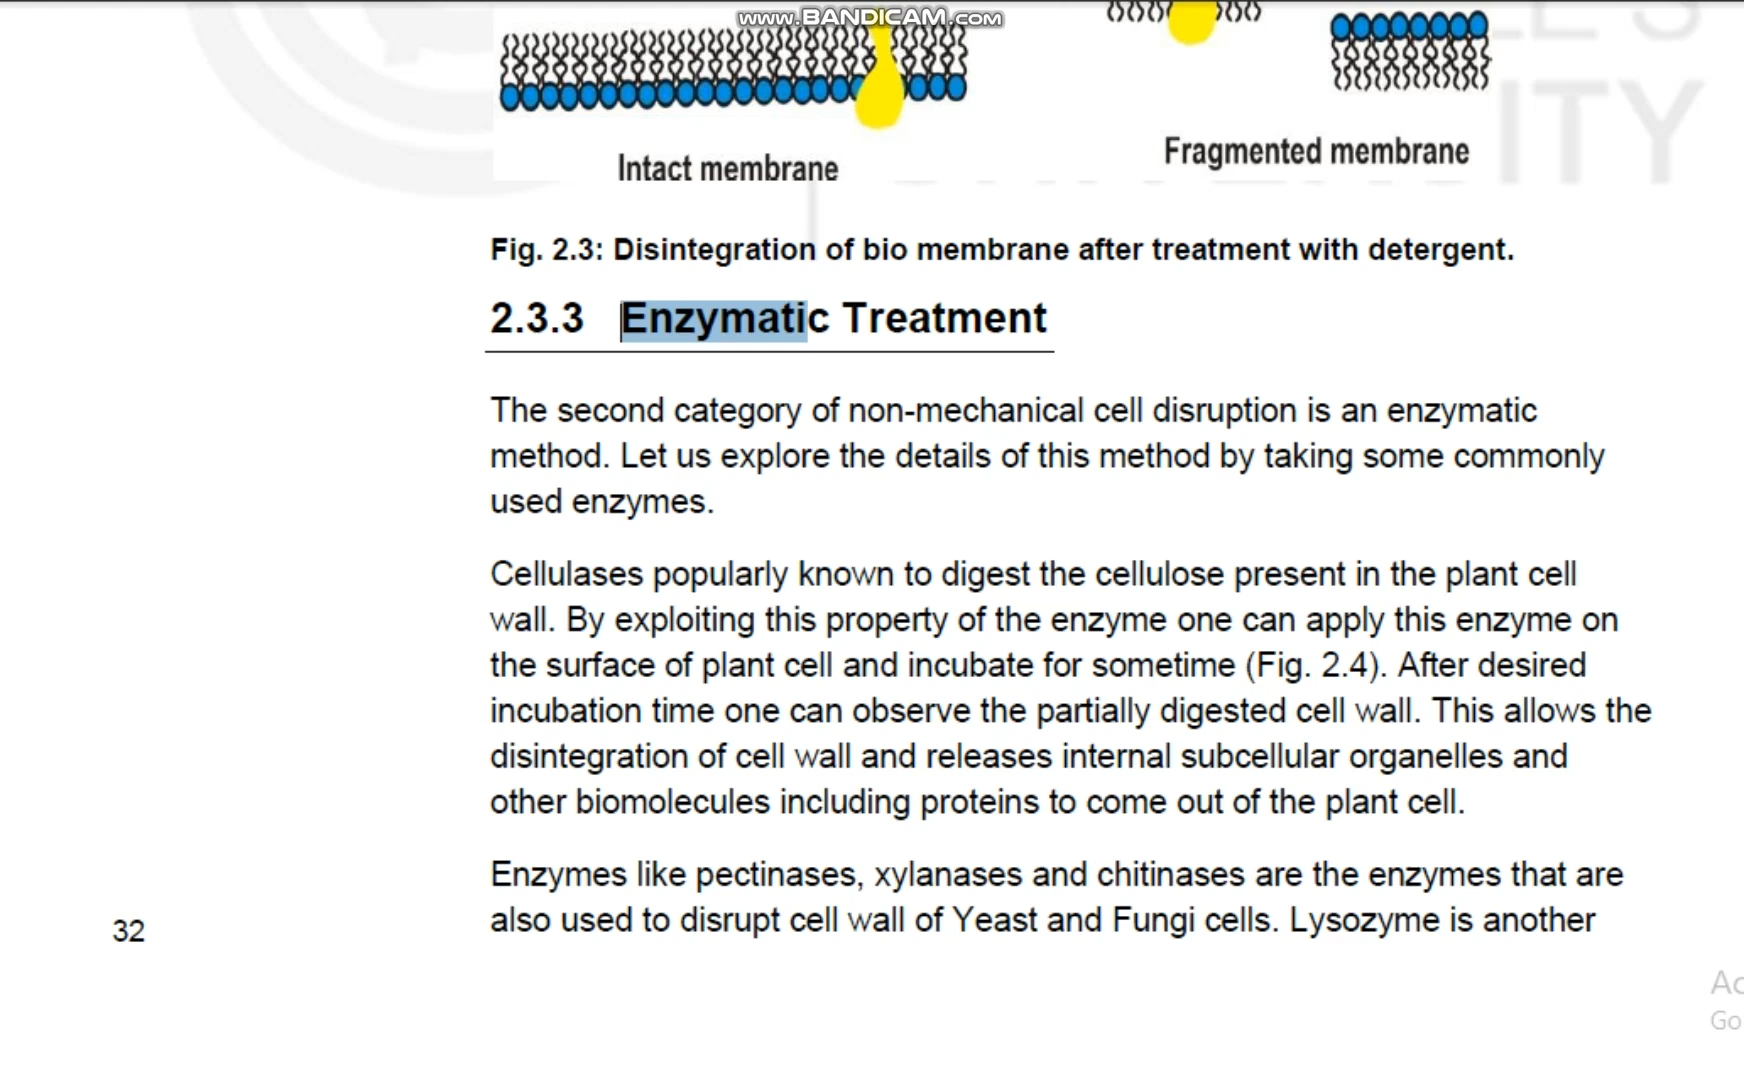 www.BANDICAM.com
Intact membrane
Fragmented membrane
Fig. 2.3: Disintegration of bio membrane after treatment with detergent.
2.3.3 Enzymatic Treatment
The second category of non-mechanical cell disruption is an enzymatic
method. Let us explore the details of this method by taking some commonly
used enzymes.
Cellulases popularly known to digest the cellulose present in the plant cell
wall. By exploiting this property of the enzyme one can apply this enzyme on
the surface of plant cell and incubate for sometime (Fig. 2.4). After desired
incubation time one can observe the partially digested cell wall. This allows the
disintegration of cell wall and releases internal subcellular organelles and
other biomolecules including proteins to come out of the plant cell.
Enzymes like pectinases, xylanases and chitinases are the enzymes that are
also used to disrupt cell wall of Yeast and Fungi cells. Lysozyme is another
32